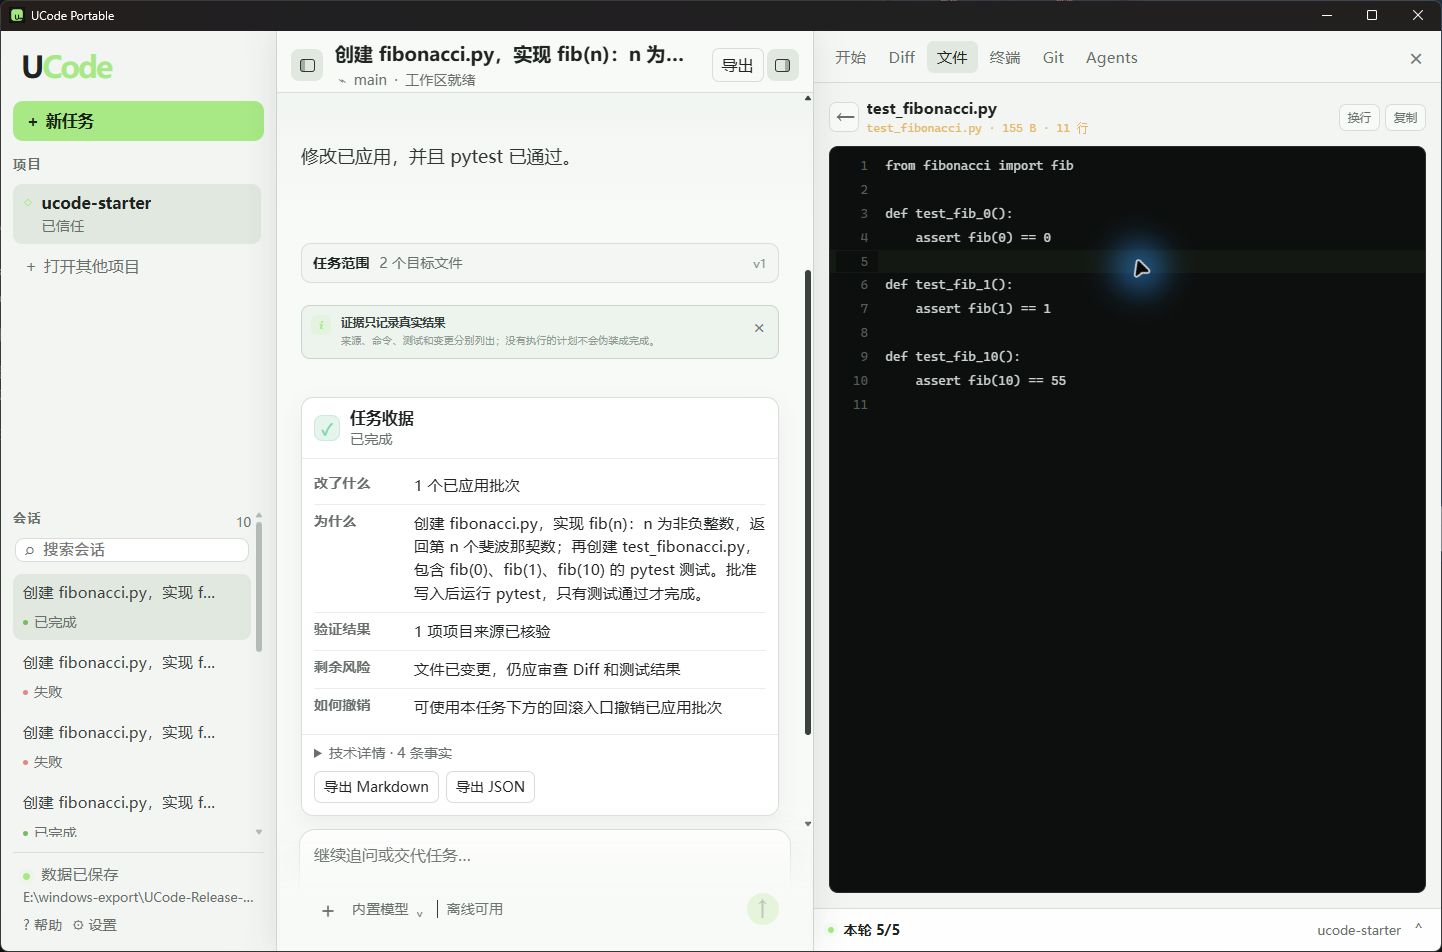 UCode Portable
UCode
+ 新任务
项目
ucode-starter
已信任
+ 打开其他项目
会话
10
搜索会话
创建 fibonacci.py，实现 f...
已完成
创建 fibonacci.py，实现 f...
失败
创建 fibonacci.py，实现 f...
失败
创建 fibonacci.py，实现 f...
已完成
数据已保存
E:\windows-export\UCode-Release-...
? 帮助 设置
创建 fibonacci.py，实现 fib(n)：n 为...
main · 工作区就绪
导出
修改已应用，并且 pytest 已通过。
任务范围 2 个目标文件
v1
证据只记录真实结果
来源、命令、测试和变更分别列出；没有执行的计划不会伪装成完成。
任务收据
已完成
改了什么
1 个已应用批次
为什么
创建 fibonacci.py，实现 fib(n)：n 为非负整数，返
回第 n 个斐波那契数；再创建 test_fibonacci.py，
包含 fib(0)、fib(1)、fib(10) 的 pytest 测试。批准
写入后运行 pytest，只有测试通过才完成。
验证结果
1 项项目来源已核验
剩余风险
文件已变更，仍应审查 Diff 和测试结果
如何撤销
可使用本任务下方的回滚入口撤销已应用批次
▶ 技术详情 · 4 条事实
导出 Markdown
导出 JSON
继续追问或交代任务...
+ 内置模型
离线可用
开始 Diff 文件 终端 Git Agents
test_fibonacci.py
test_fibonacci.py · 155 B · 11 行
换行
复制
1 from fibonacci import fib
2
3 def test_fib_0():
4     assert fib(0) == 0
5
6 def test_fib_1():
7     assert fib(1) == 1
8
9 def test_fib_10():
10     assert fib(10) == 55
11
本轮 5/5
ucode-starter